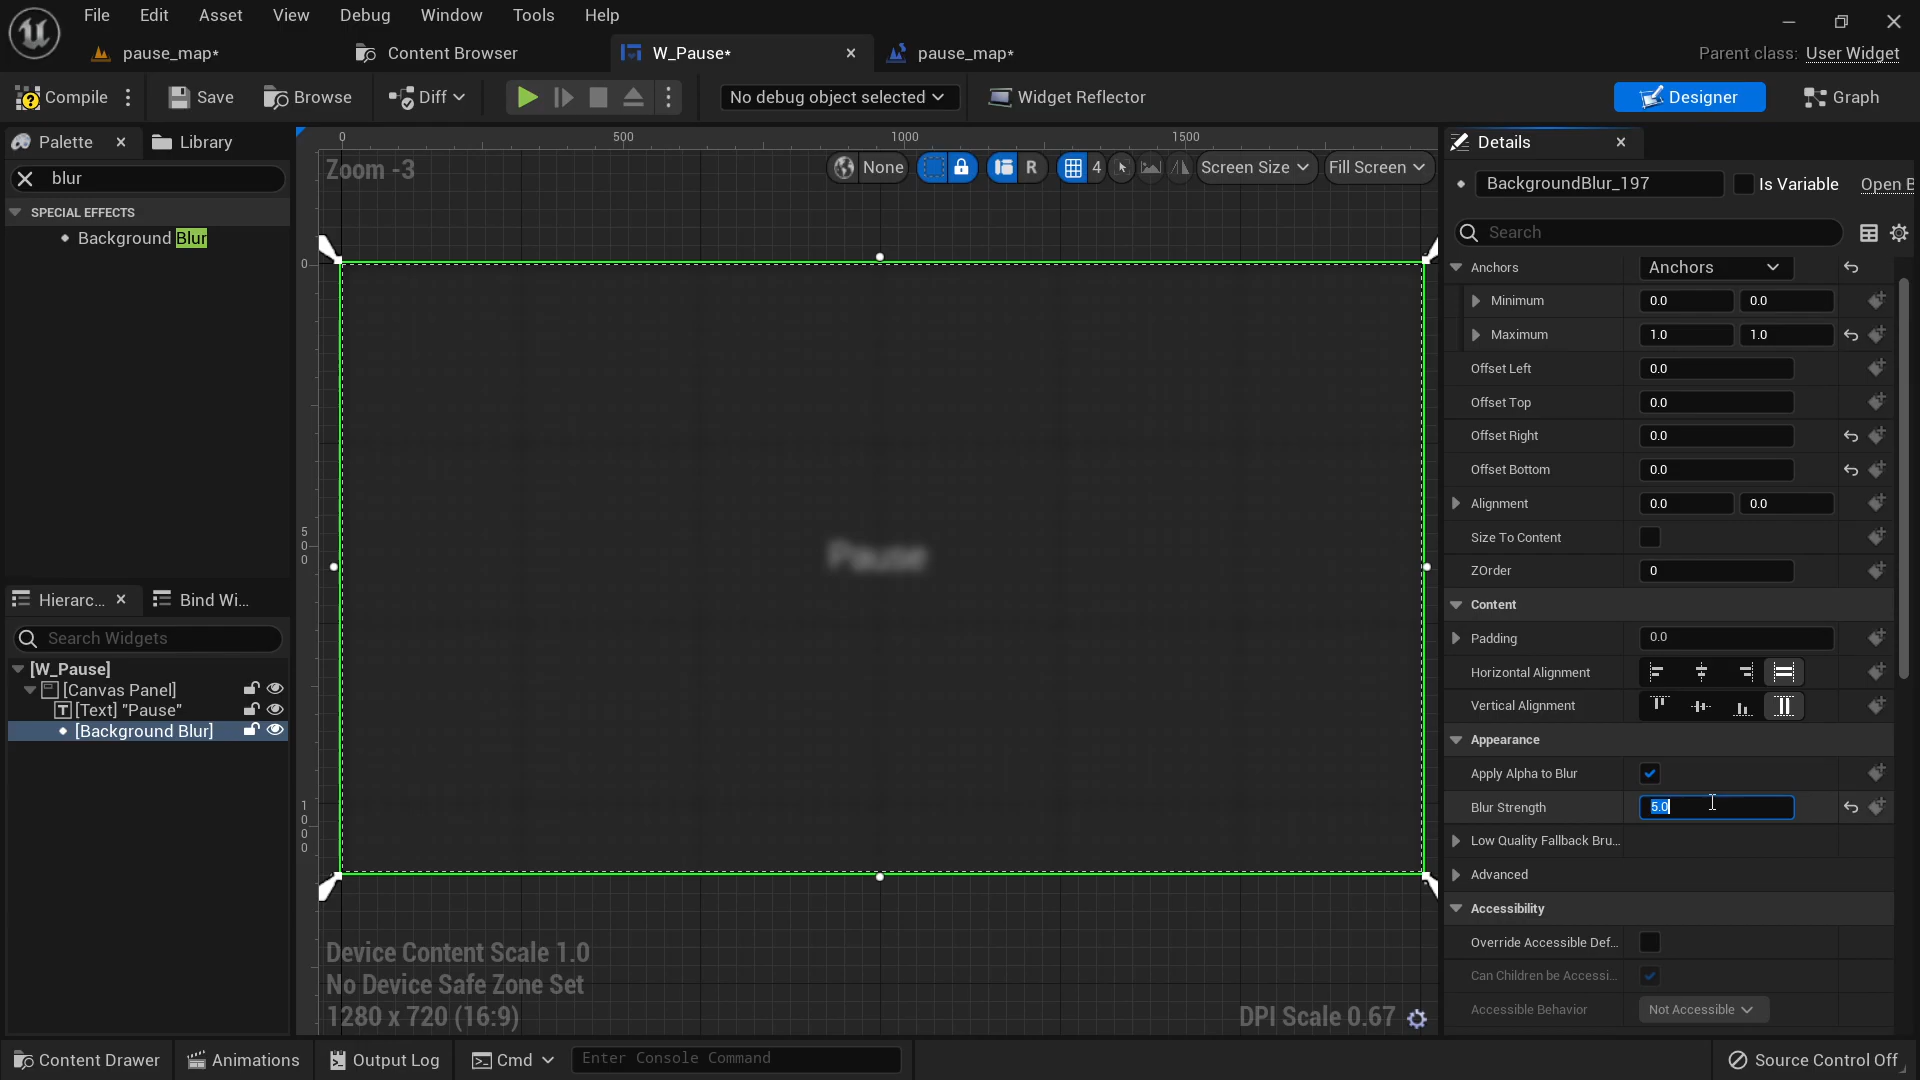 File Edit Asset View Debug Window Tools Help
pause_map* Content Browser W_Pause* pause_map* Parent class: User Widget
Compile Save Browse Diff No debug object selected Widget Reflector Designer Graph
Palette Library
blur
SPECIAL EFFECTS
Background Blur
Hierarc... Bind Wi...
Search Widgets
[W_Pause]
[Canvas Panel]
[Text] "Pause"
[Background Blur]
0 500 1000 1500
Zoom -3 None R 4 Screen Size Fill Screen
0
500
1000
Pause
Device Content Scale 1.0
No Device Safe Zone Set
1280 x 720 (16:9) DPI Scale 0.67
Details
BackgroundBlur_197 Is Variable Open B
Search
Anchors Anchors
Minimum 0.0 0.0
Maximum 1.0 1.0
Offset Left 0.0
Offset Top 0.0
Offset Right 0.0
Offset Bottom 0.0
Alignment 0.0 0.0
Size To Content
ZOrder 0
Content
Padding 0.0
Horizontal Alignment
Vertical Alignment
Appearance
Apply Alpha to Blur
Blur Strength 5.0
Low Quality Fallback Bru...
Advanced
Accessibility
Override Accessible Def...
Can Children be Accessi...
Accessible Behavior Not Accessible
Content Drawer Animations Output Log Cmd Enter Console Command Source Control Off